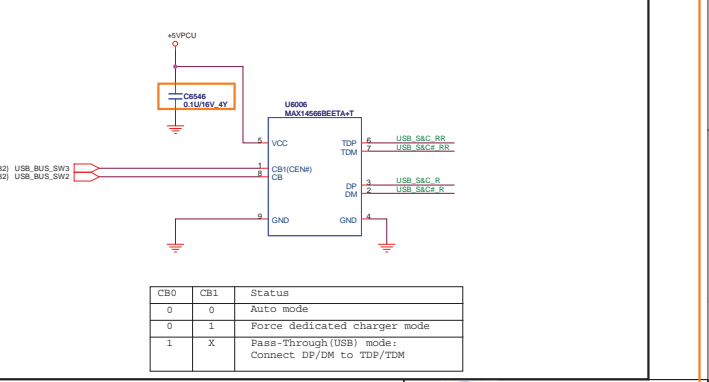 +5VPCU
C6546
0.1U/16V_4Y
U6006
MAX14566BEETA+T
5 VCC TDP 6 USB_S&C_RR
TDM 7 USB_S&C#_RR
32) USB_BUS_SW3 1 CB1(CEN#)
32) USB_BUS_SW2 8 CB
DP 3 USB_S&C_R
DM 2 USB_S&C#_R
9 GND GND 4
CB0 CB1 Status
0 0 Auto mode
0 1 Force dedicated charger mode
1 X Pass-Through(USB) mode:
Connect DP/DM to TDP/TDM